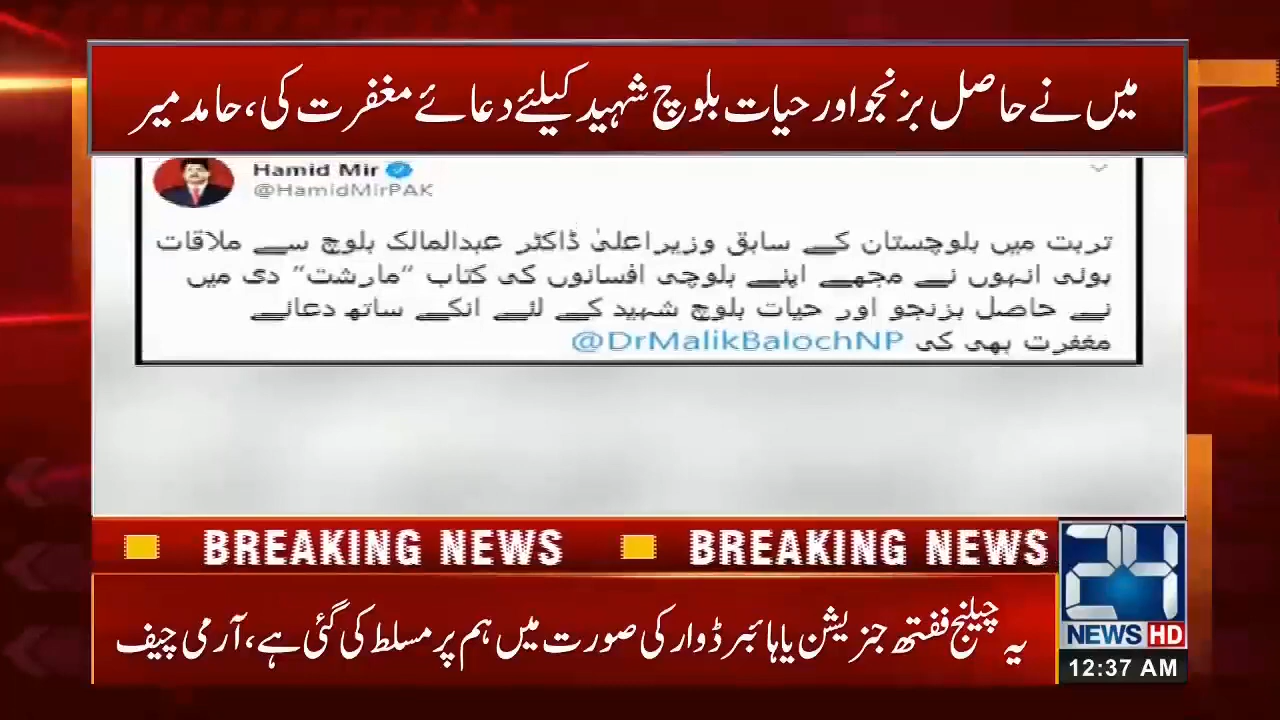 میں نے حاصل بزنجو اور حیات بلوچ شہید کیلئے دعائے مغفرت کی، حامد میر
Hamid Mir
@HamidMirPAK
تربت میں بلوچستان کے سابق وزیراعلیٰ ڈاکٹر عبدالمالک بلوچ سے ملاقات
ہوئی انہوں نے مجھے اپنے بلوچی افسانوں کی کتاب “مارشت” دی میں
نے حاصل بزنجو اور حیات بلوچ شہید کے لئے انکے ساتھ دعائے
مغفرت بھی کی @DrMalikBalochNP
BREAKING NEWS BREAKING NEWS
24
NEWS HD
یہ چیلنج ففتھ جنریشن یا ہائبرڈ وار کی صورت میں ہم پر مسلط کی گئی ہے، آرمی چیف
12:37 AM